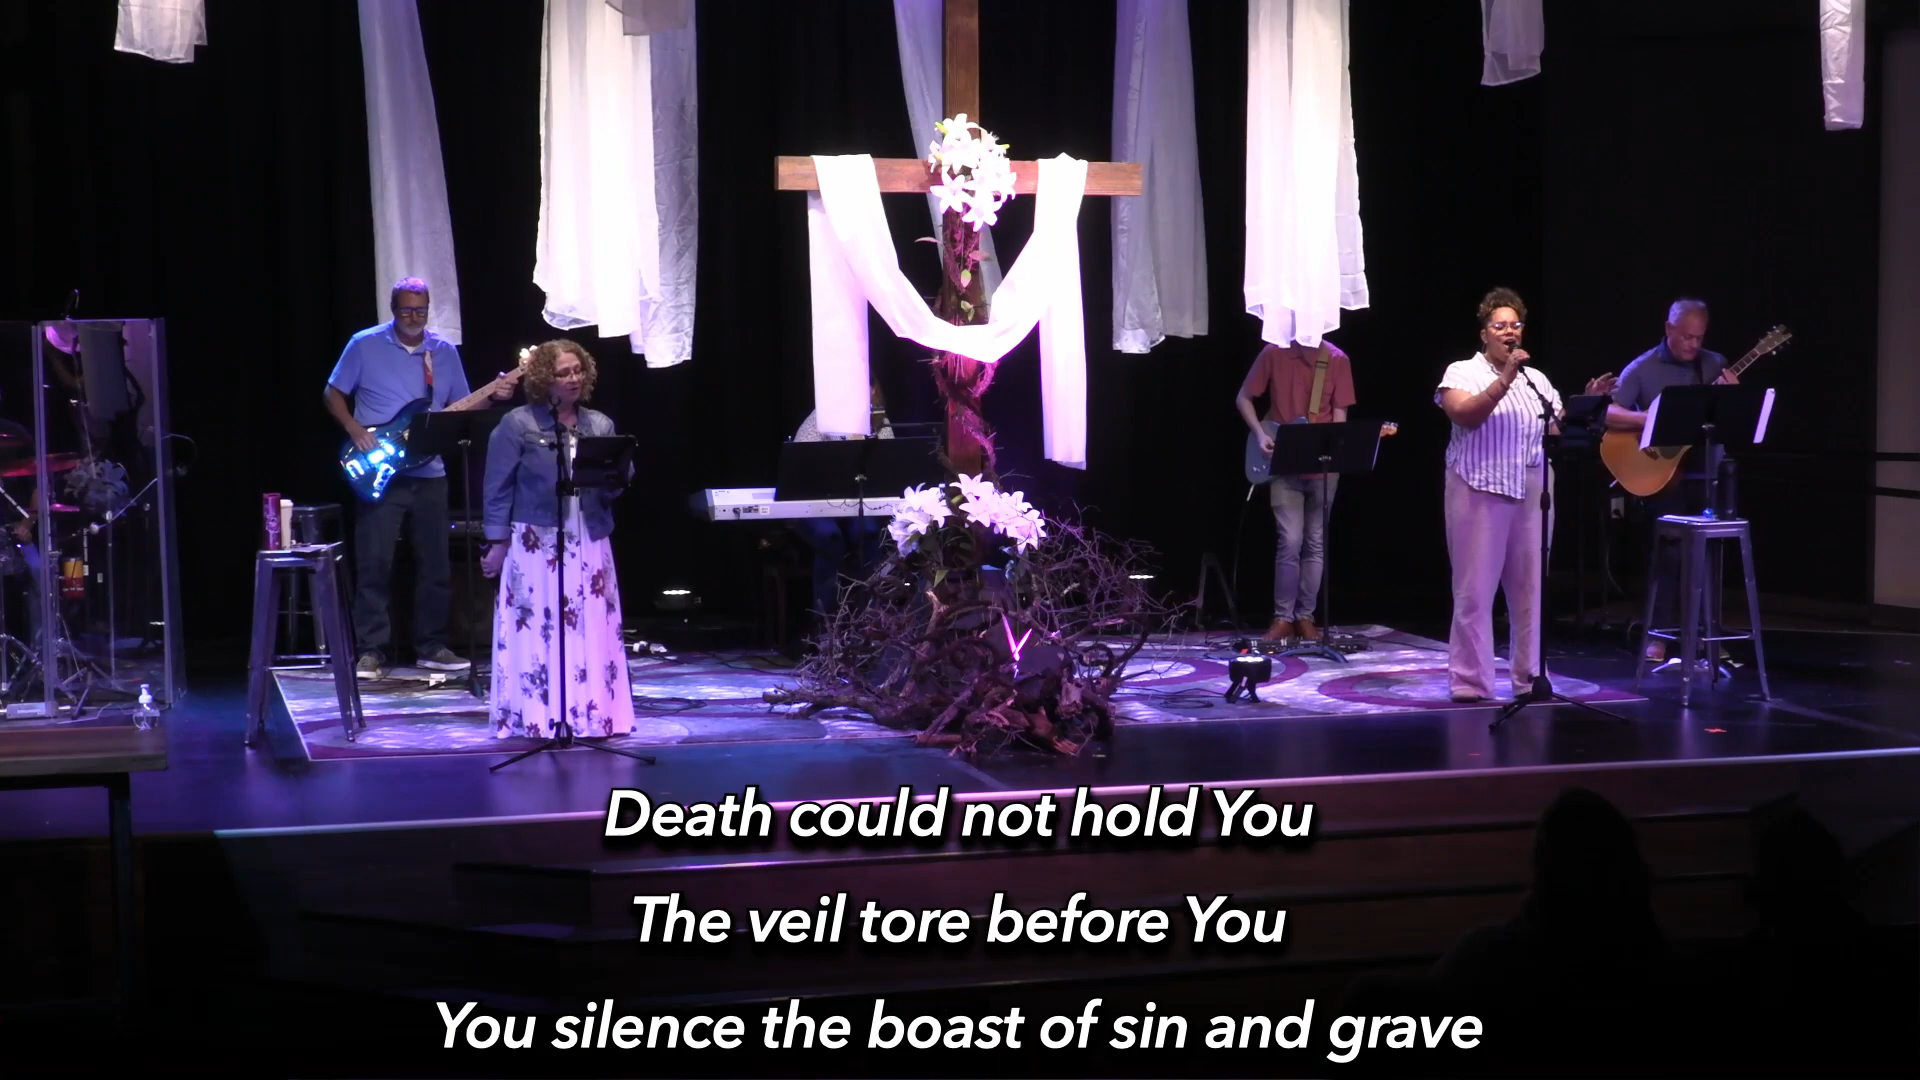 Death could not hold You
The veil tore before You
You silence the boast of sin and grave